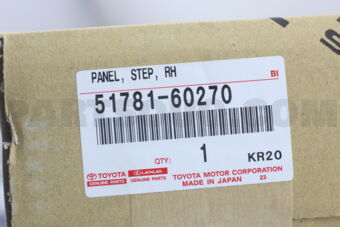 PANEL, STEP, RH
BI
51781-60270
QTY: 1 KR20
TOYOTA LEXUS TOYOTA MOTOR CORPORATION
GENUINE PARTS GENUINE PARTS MADE IN JAPAN 23